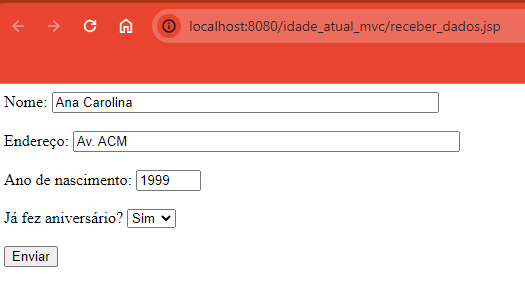 localhost:8080/idade_atual_mvc/receber_dados.jsp
Nome: Ana Carolina
Endereço: Av. ACM
Ano de nascimento: 1999
Já fez aniversário? Sim
Enviar